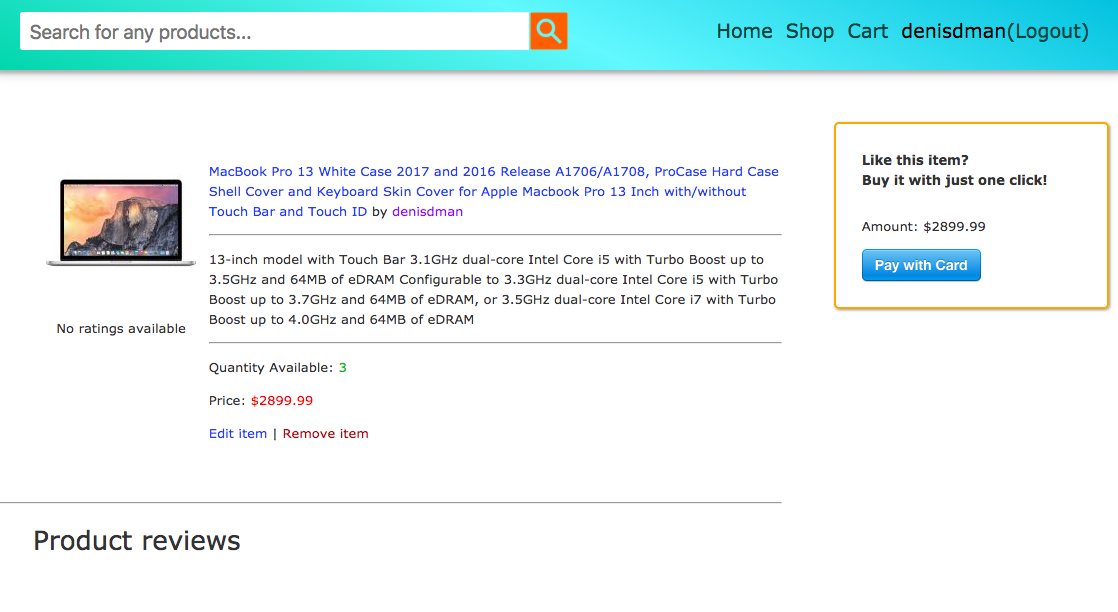 Search for any products...
Home Shop Cart denisdman(Logout)
MacBook Pro 13 White Case 2017 and 2016 Release A1706/A1708, ProCase Hard Case
Shell Cover and Keyboard Skin Cover for Apple Macbook Pro 13 Inch with/without
Touch Bar and Touch ID by denisdman
13-inch model with Touch Bar 3.1GHz dual-core Intel Core i5 with Turbo Boost up to
3.5GHz and 64MB of eDRAM Configurable to 3.3GHz dual-core Intel Core i5 with Turbo
Boost up to 3.7GHz and 64MB of eDRAM, or 3.5GHz dual-core Intel Core i7 with Turbo
Boost up to 4.0GHz and 64MB of eDRAM
No ratings available
Quantity Available: 3
Price: $2899.99
Edit item | Remove item
Like this item?
Buy it with just one click!
Amount: $2899.99
Pay with Card
Product reviews